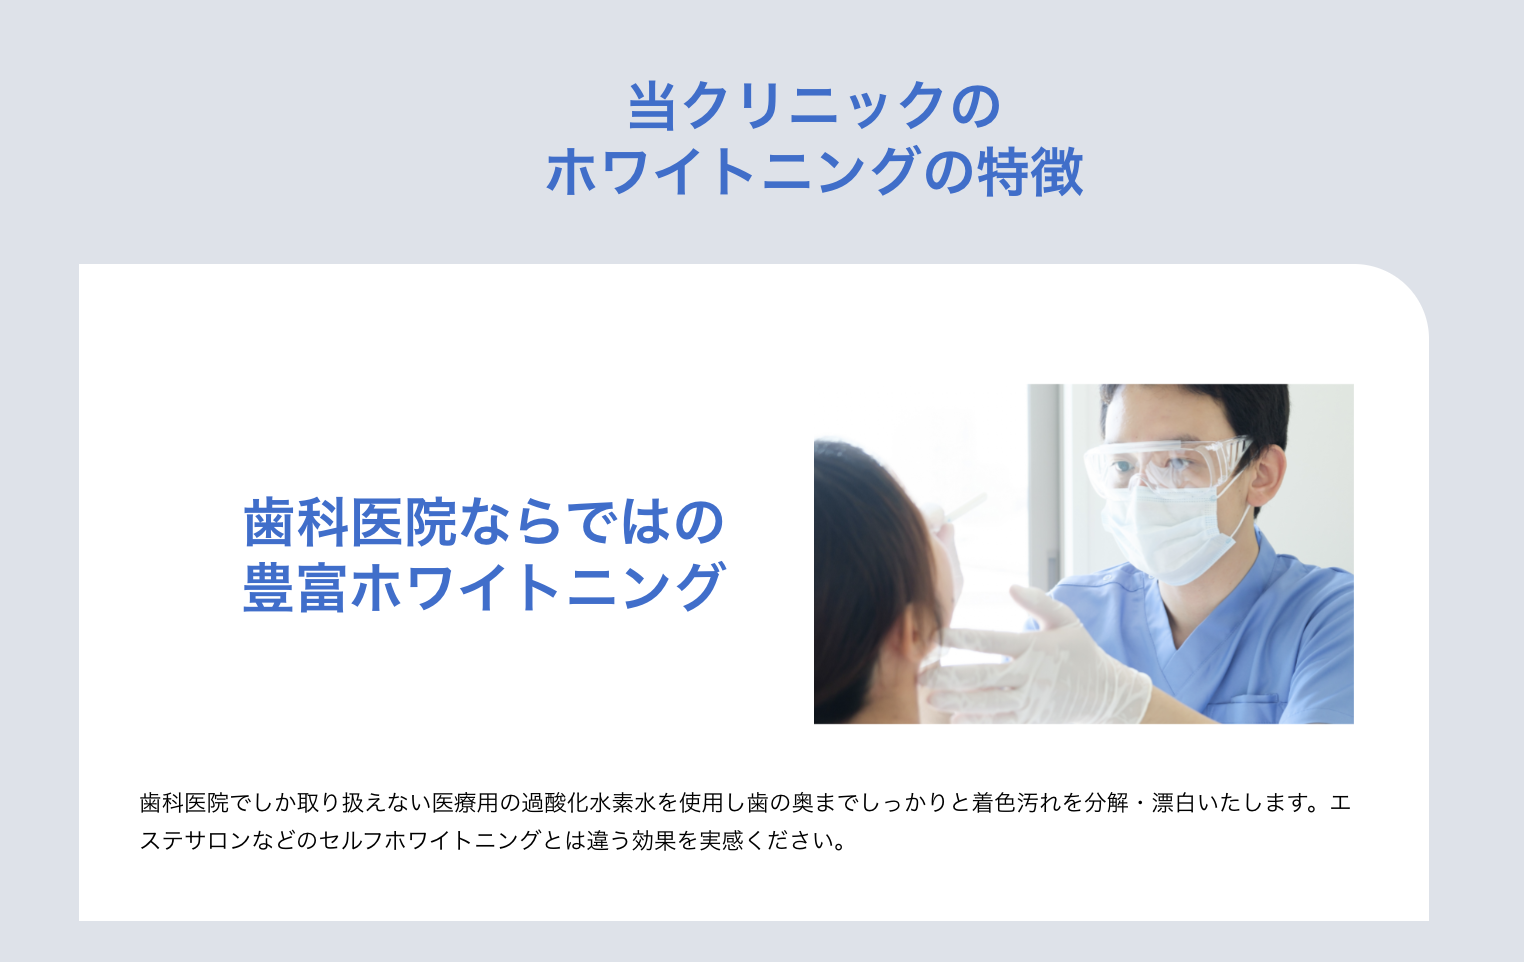 当クリニックの
ホワイトニングの特徴
歯科医院ならではの
豊富ホワイトニング
歯科医院でしか取り扱えない医療用の過酸化水素水を使用し歯の奥までしっかりと着色汚れを分解・漂白いたします。エ
ステサロンなどのセルフホワイトニングとは違う効果を実感ください。